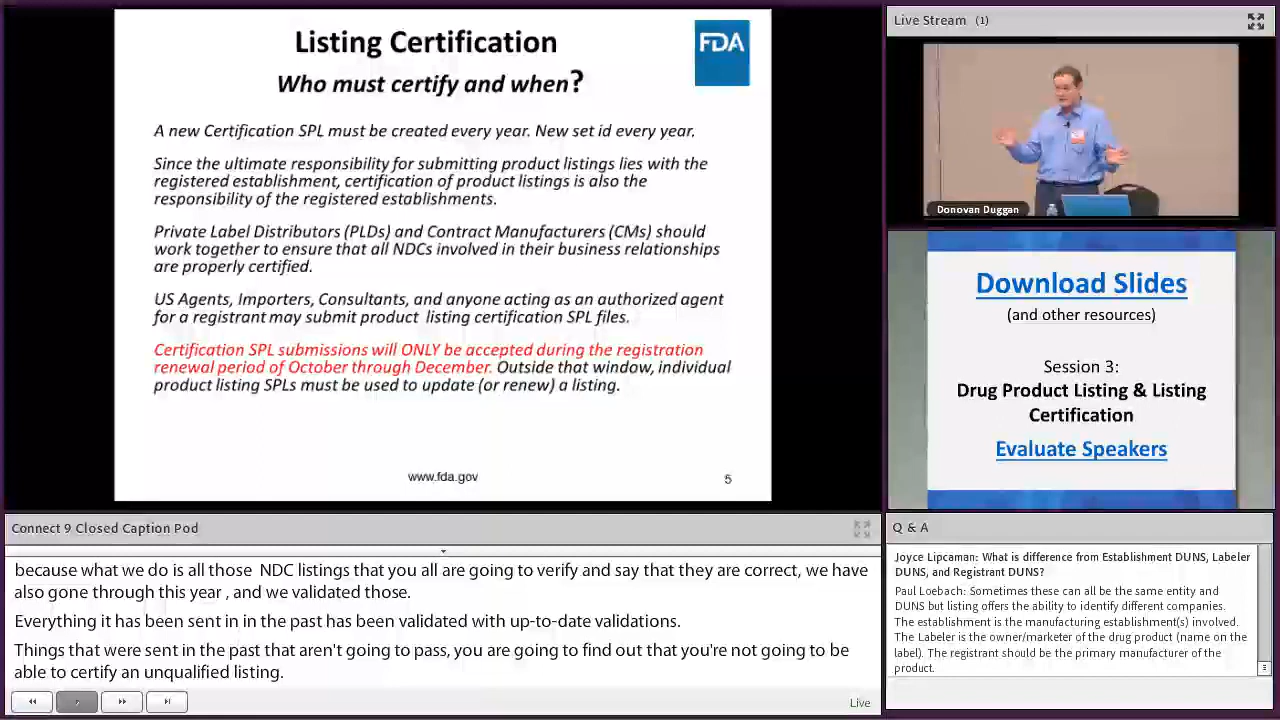 Listing Certification
FDA
Who must certify and when?
A new Certification SPL must be created every year. New set id every year.
Since the ultimate responsibility for submitting product listings lies with the
registered establishment, certification of product listings is also the
responsibility of the registered establishments.
Private Label Distributors (PLDs) and Contract Manufacturers (CMs) should
work together to ensure that all NDCs involved in their business relationships
are properly certified.
US Agents, Importers, Consultants, and anyone acting as an authorized agent
for a registrant may submit product listing certification SPL files.
Certification SPL submissions will ONLY be accepted during the registration
renewal period of October through December. Outside that window, individual
product listing SPLs must be used to update (or renew) a listing.
www.fda.gov
5
Live Stream (1)
Donovan Duggan
Download Slides
(and other resources)
Session 3:
Drug Product Listing & Listing
Certification
Evaluate Speakers
Connect 9 Closed Caption Pod
because what we do is all those NDC listings that you all are going to verify and say that they are correct, we have
also gone through this year , and we validated those.
Everything it has been sent in in the past has been validated with up-to-date validations.
Things that were sent in the past that aren't going to pass, you are going to find out that you're not going to be
able to certify an unqualified listing.
Live
Q & A
Joyce Lipcaman: What is difference from Establishment DUNS, Labeler
DUNS, and Registrant DUNS?
Paul Loebach: Sometimes these can all be the same entity and
DUNS but listing offers the ability to identify different companies.
The establishment is the manufacturing establishment(s) involved.
The Labeler is the owner/marketer of the drug product (name on the
label). The registrant should be the primary manufacturer of the
product.